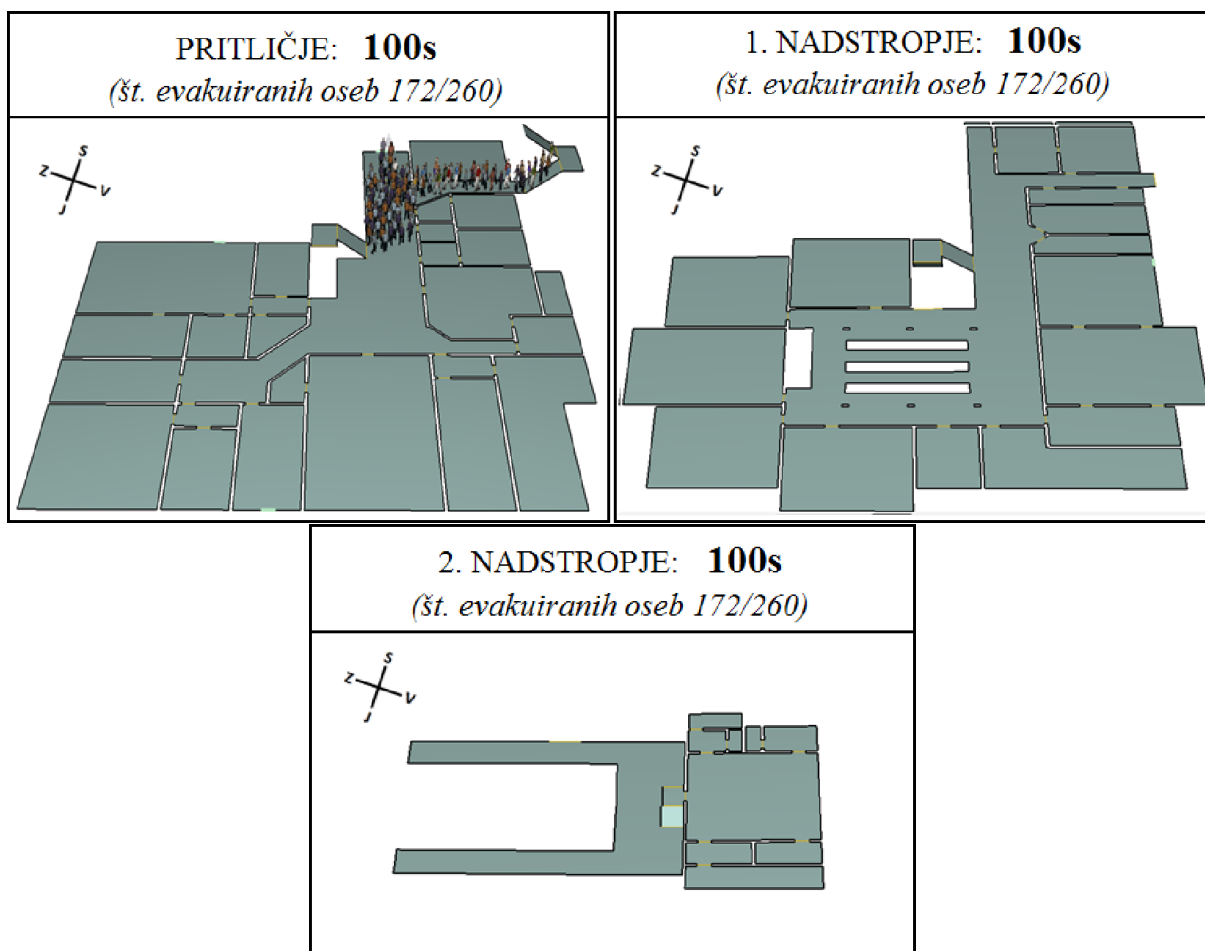 PRITLIČJE: 100s
(št. evakuiranih oseb 172/260)
S
Z
V
J
1. NADSTROPJE: 100s
(št. evakuiranih oseb 172/260)
S
Z
V
J
2. NADSTROPJE: 100s
(št. evakuiranih oseb 172/260)
S
Z
V
J